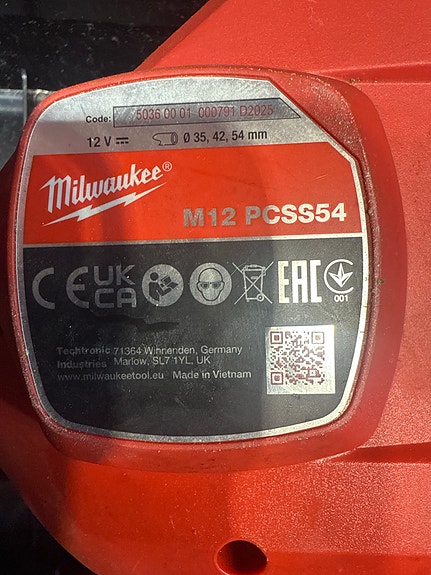 Code: 5036 00 01 000791 D2025
12 V Ø 35, 42, 54 mm
Milwaukee®
M12 PCSS54
CE UK CA EAC
001
Techtronic 71364 Winnenden, Germany
Industries Marlow, SL7 1YL, UK
www.milwaukeetool.eu Made in Vietnam